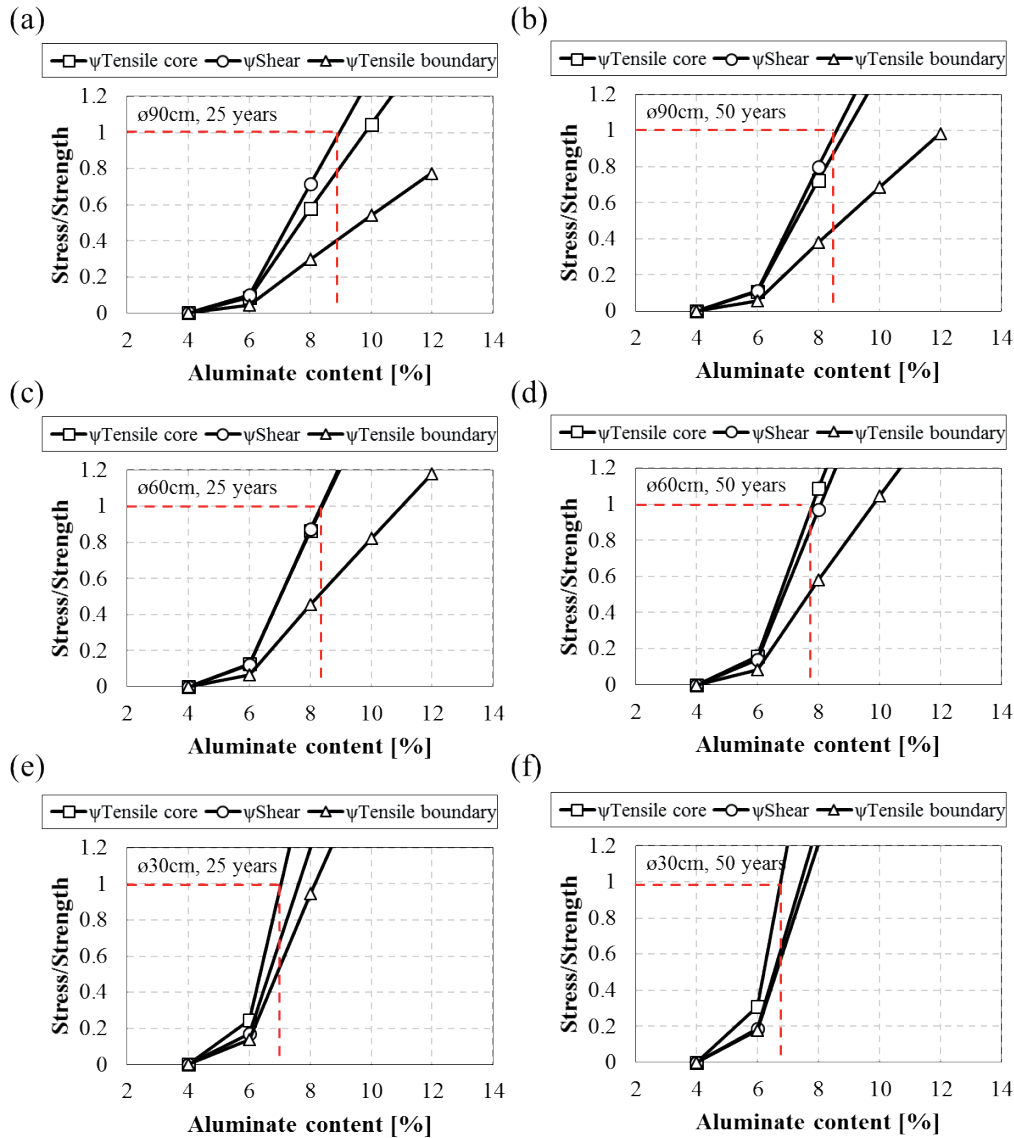 (a)
ψTensile core ψShear ψTensile boundary
1.2
1
0.8
0.6
0.4
0.2
0
Stress/Strength
ø90cm, 25 years
2 4 6 8 10 12 14
Aluminate content [%]
(b)
ψTensile core ψShear ψTensile boundary
1.2
1
0.8
0.6
0.4
0.2
0
Stress/Strength
ø90cm, 50 years
2 4 6 8 10 12 14
Aluminate content [%]
(c)
ψTensile core ψShear ψTensile boundary
1.2
1
0.8
0.6
0.4
0.2
0
Stress/Strength
ø60cm, 25 years
2 4 6 8 10 12 14
Aluminate content [%]
(d)
ψTensile core ψShear ψTensile boundary
1.2
1
0.8
0.6
0.4
0.2
0
Stress/Strength
ø60cm, 50 years
2 4 6 8 10 12 14
Aluminate content [%]
(e)
ψTensile core ψShear ψTensile boundary
1.2
1
0.8
0.6
0.4
0.2
0
Stress/Strength
ø30cm, 25 years
2 4 6 8 10 12 14
Aluminate content [%]
(f)
ψTensile core ψShear ψTensile boundary
1.2
1
0.8
0.6
0.4
0.2
0
Stress/Strength
ø30cm, 50 years
2 4 6 8 10 12 14
Aluminate content [%]